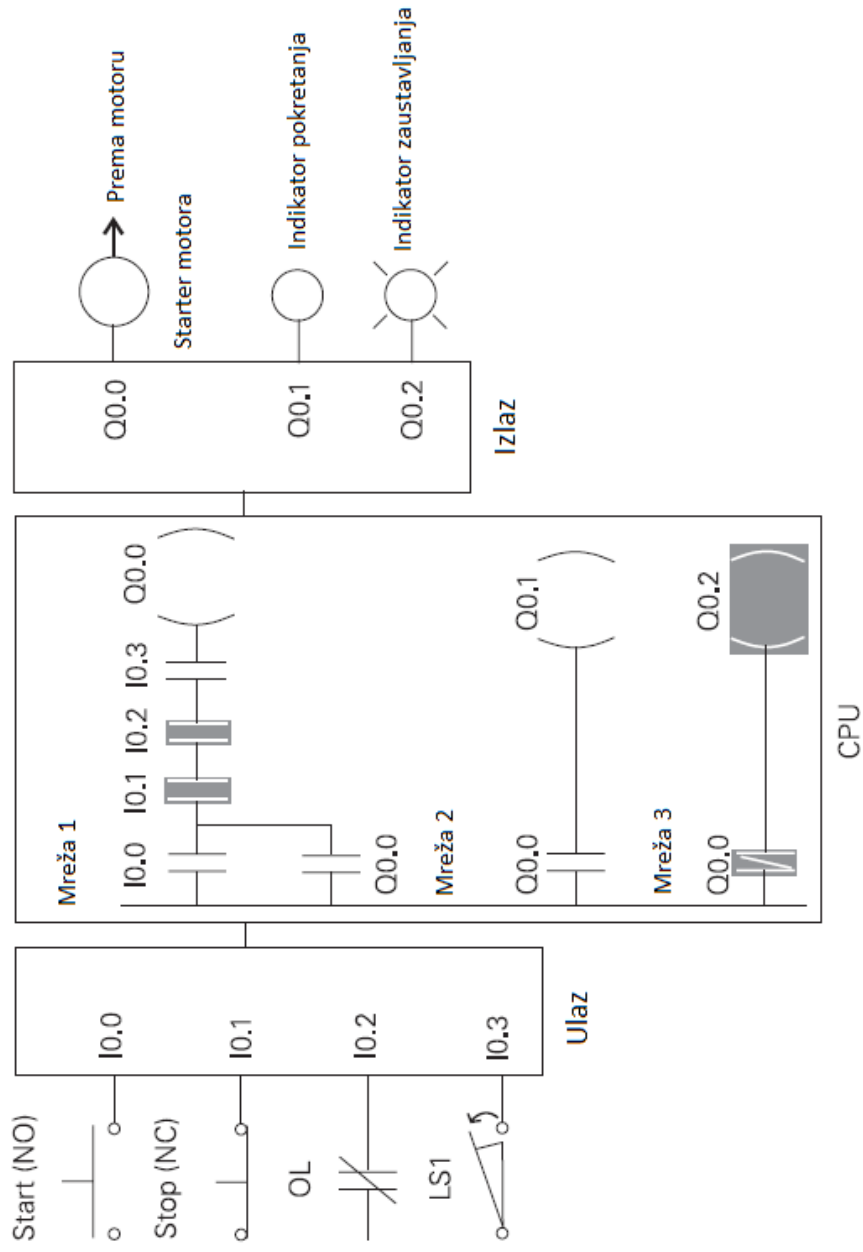 Start (NO)
Stop (NC)
OL
LS1
I0.0
I0.1
I0.2
I0.3
Ulaz
Mreža 1
I0.0
I0.1
I0.2
I0.3
Q0.0
Q0.0
Mreža 2
Q0.0
Q0.1
Mreža 3
Q0.0
Q0.2
CPU
Q0.0
Q0.1
Q0.2
Izlaz
Prema motoru
Starter motora
Indikator pokretanja
Indikator zaustavljanja